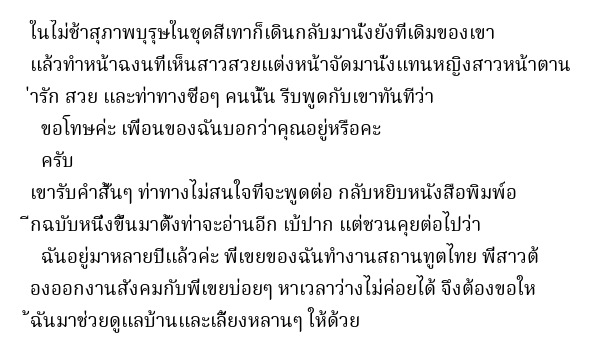 ในไม่ช้าสุภาพบุรุษในชุดสีเทาก็เดินกลับมานั่งยังที่เดิมของเขา
แล้วทำหน้าฉงนที่เห็นสาวสวยแต่งหน้าจัดมานั่งแทนหญิงสาวหน้าตาน
่ารัก สวย และท่าทางซื่อๆ คนนั้น รีบพูดกับเขาทันทีว่า
ขอโทษค่ะ เพื่อนของฉันบอกว่าคุณอยู่หรือคะ
ครับ
เขารับคำสั้นๆ ท่าทางไม่สนใจที่จะพูดต่อ กลับหยิบหนังสือพิมพ์อ
ีกฉบับหนึ่งขึ้นมาตั้งท่าจะอ่านอีก เบ้ปาก แต่ชวนคุยต่อไปว่า
ฉันอยู่มาหลายปีแล้วค่ะ พี่เขยของฉันทำงานสถานทูตไทย พี่สาวต้
องออกงานสังคมกับพี่เขยบ่อยๆ หาเวลาว่างไม่ค่อยได้ จึงต้องขอให
้ฉันมาช่วยดูแลบ้านและเลี้ยงหลานๆ ให้ด้วย